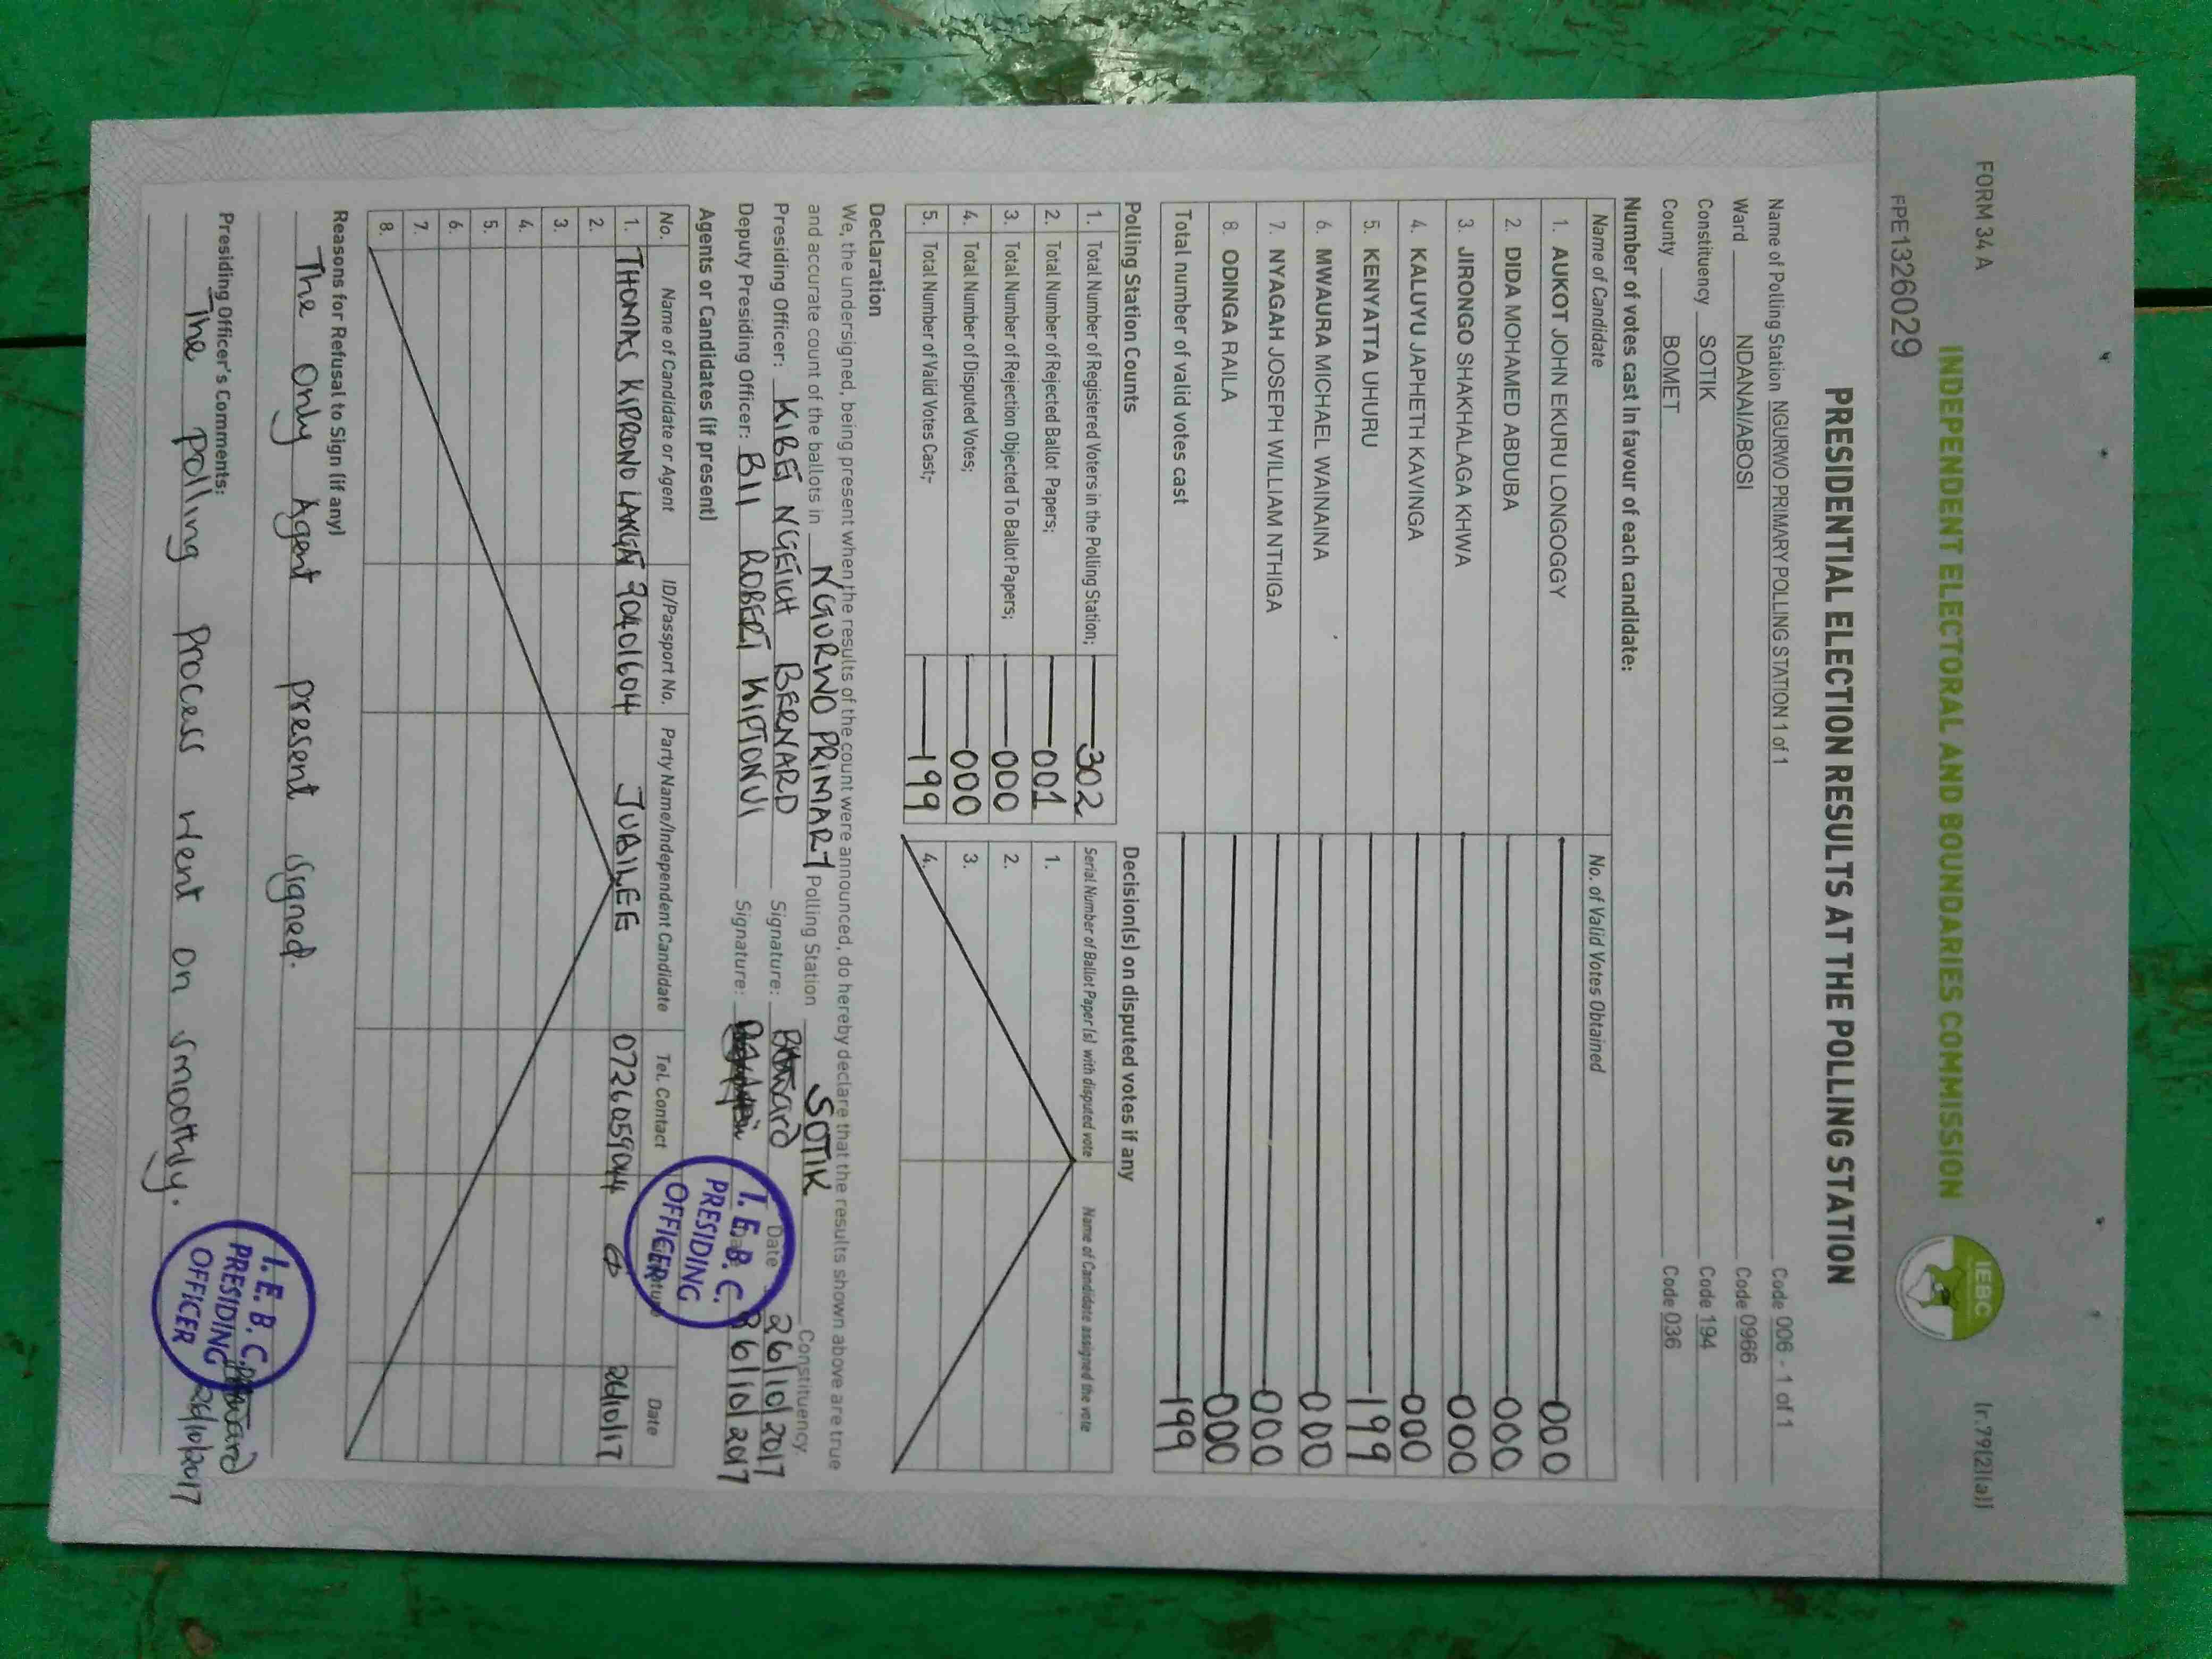 FORM 34 A
(r.79(2)(a))
INDEPENDENT ELECTORAL AND BOUNDARIES COMMISSION
IEBC
FPE1326029
PRESIDENTIAL ELECTION RESULTS AT THE POLLING STATION
Name of Polling Station NGURWO PRIMARY POLLING STATION 1 of 1 Code 006 - 1 of 1
Ward NDANAI/ABOSI Code 0966
Constituency SOTIK Code 194
County BOMET Code 036
Number of votes cast in favour of each candidate:
Name of Candidate No. of Valid Votes Obtained
1. AUKOT JOHN EKURU LONGOGGY 000
2. DIDA MOHAMED ABDUBA 000
3. JIRONGO SHAKHALAGA KHWA 000
4. KALUYU JAPHETH KAVINGA 000
5. KENYATTA UHURU 199
6. MWAURA MICHAEL WAINAINA 000
7. NYAGAH JOSEPH WILLIAM NTHIGA 000
8. ODINGA RAILA 000
Total number of valid votes cast 199
Polling Station Counts
1. Total Number of Registered Voters in the Polling Station; 302
2. Total Number of Rejected Ballot Papers; 001
3. Total Number of Rejection Objected To Ballot Papers; 000
4. Total Number of Disputed Votes; 000
5. Total Number of Valid Votes Cast;- 199
Decision(s) on disputed votes if any
Serial Number of Ballot Paper(s) with disputed vote Name of Candidate assigned the vote
1.
2.
3.
4.
Declaration
We, the undersigned, being present when the results of the count were announced, do hereby declare that the results shown above are true
and accurate count of the ballots in NGURWO PRIMARY Polling Station SOTIK Constituency.
Presiding Officer: KIBET NGETICH BERNARD Signature: Date 26/10/2017
Deputy Presiding Officer: BII ROBERT KIPTONUI Signature: 26/10/2017
I. E. B. C.
PRESIDING
OFFICER
Agents or Candidates (if present)
No. Name of Candidate or Agent ID/Passport No. Party Name/Independent Candidate Tel. Contact Date
1. THOMAS KIPRONO LANGAT 90401604 JUBILEE 0726059044 26/10/17
2.
3.
4.
5.
6.
7.
8.
Reasons for Refusal to Sign (if any)
The only Agent present signed.
Presiding Officer's Comments:
The polling process went on smoothly.
I. E. B. C.
PRESIDING
OFFICER
26/10/2017